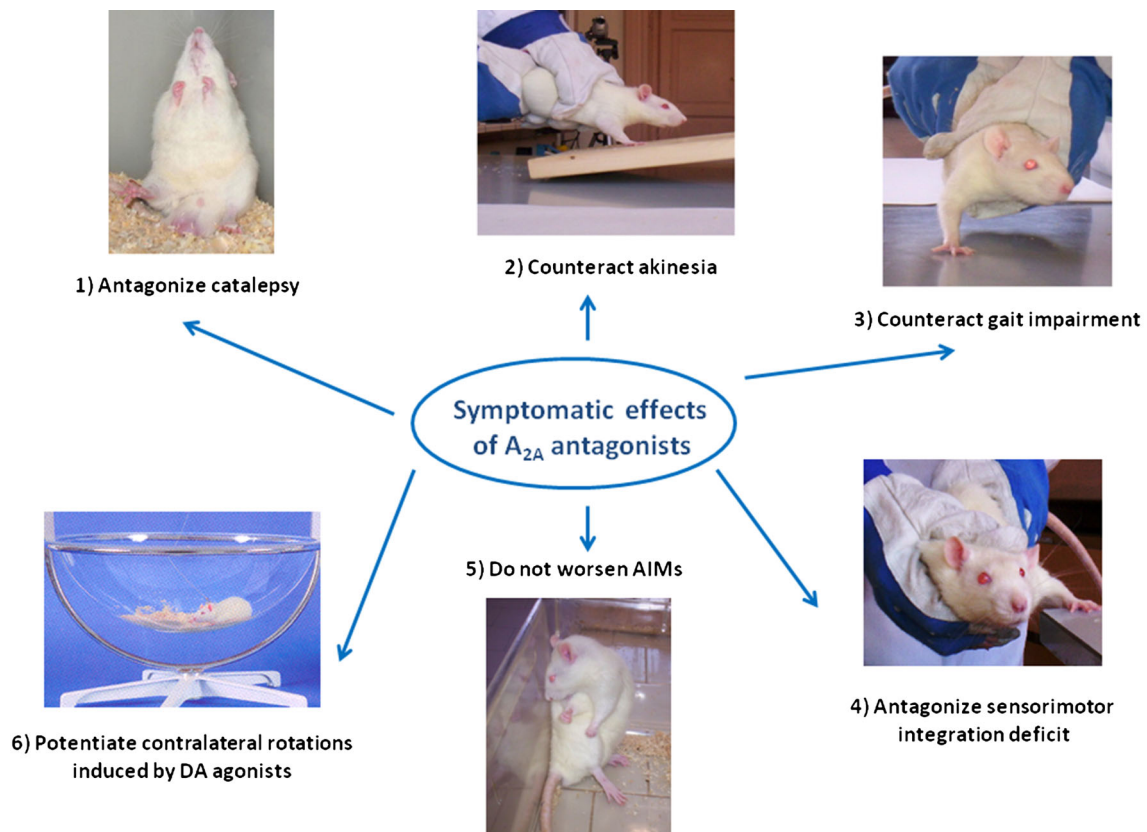 1) Antagonize catalepsy
2) Counteract akinesia
3) Counteract gait impairment
Symptomatic effects
of A2A antagonists
4) Antagonize sensorimotor
integration deficit
5) Do not worsen AIMs
6) Potentiate contralateral rotations
induced by DA agonists